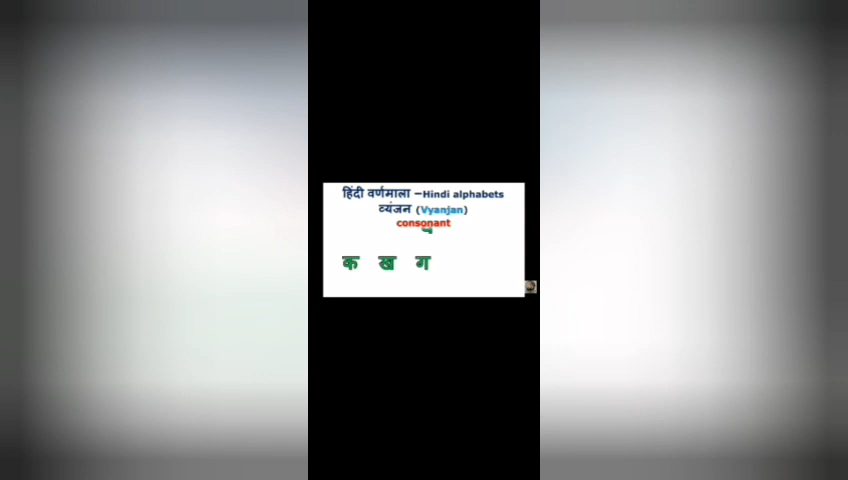 हिंदी वर्णमाला –Hindi alphabets
व्यंजन (Vyanjan)
consonant
क ख ग